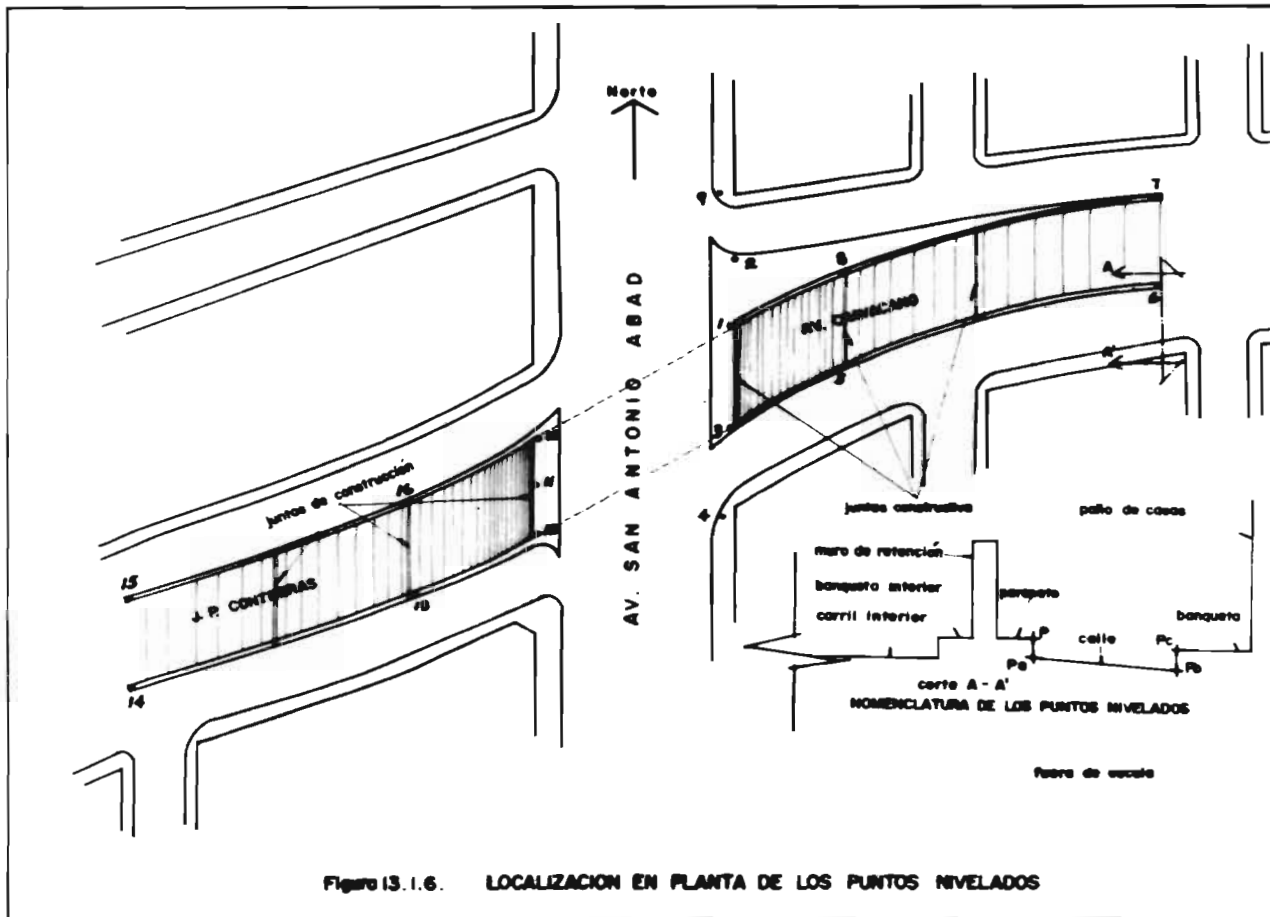 Norte
9
7
2
8
A
6
1
AV. SAN ANTONIO ABAD
A'
5
3
4
juntas de construcción
16
11
15
J. P. CONTRERAS
14
juntas constructiva
paño de casas
muro de retención
banqueta interior
parapeto
carril interior
banqueta
P
calle
Pc
Pa
Pb
corte A - A'
NOMENCLATURA DE LOS PUNTOS NIVELADOS
fuera de escala
Figura 13.1.6. LOCALIZACION EN PLANTA DE LOS PUNTOS NIVELADOS